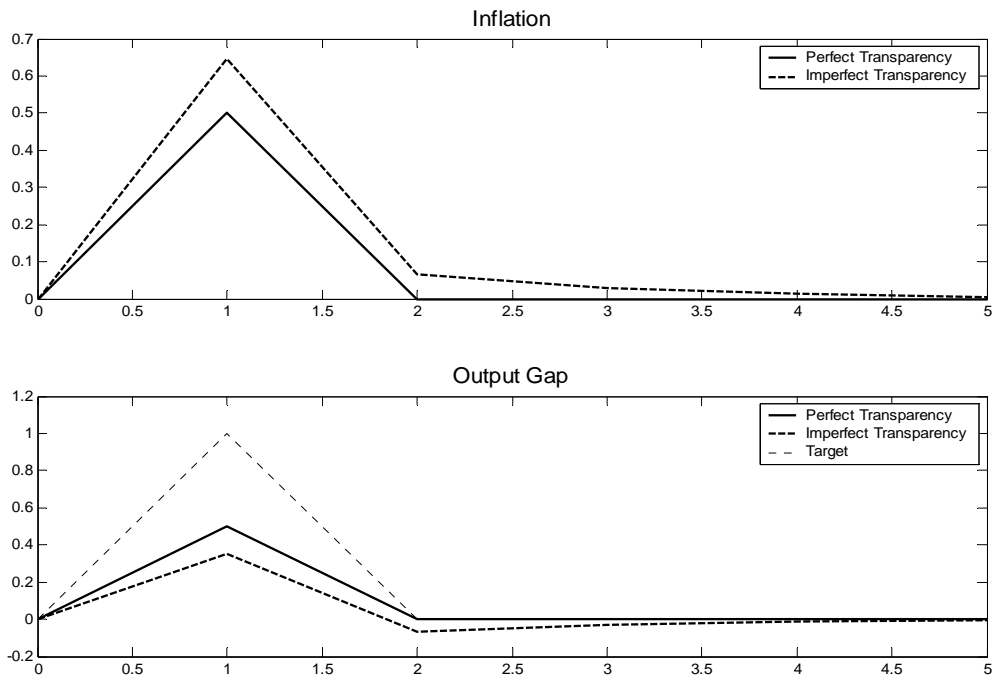 Inflation
0.7
0.6
0.5
0.4
0.3
0.2
0.1
0
Perfect Transparency
Imperfect Transparency
0 0.5 1 1.5 2 2.5 3 3.5 4 4.5 5
Output Gap
1.2
1
0.8
0.6
0.4
0.2
0
-0.2
Perfect Transparency
Imperfect Transparency
Target
0 0.5 1 1.5 2 2.5 3 3.5 4 4.5 5